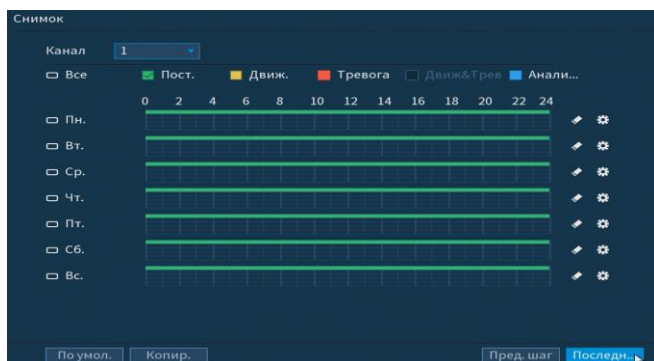 Снимок
Канал 1
Все Пост. Движ. Тревога Движ&Трев Анали...
0 2 4 6 8 10 12 14 16 18 20 22 24
Пн.
Вт.
Ср.
Чт.
Пт.
Сб.
Вс.
По умол. Копир. Пред. шаг Последн...